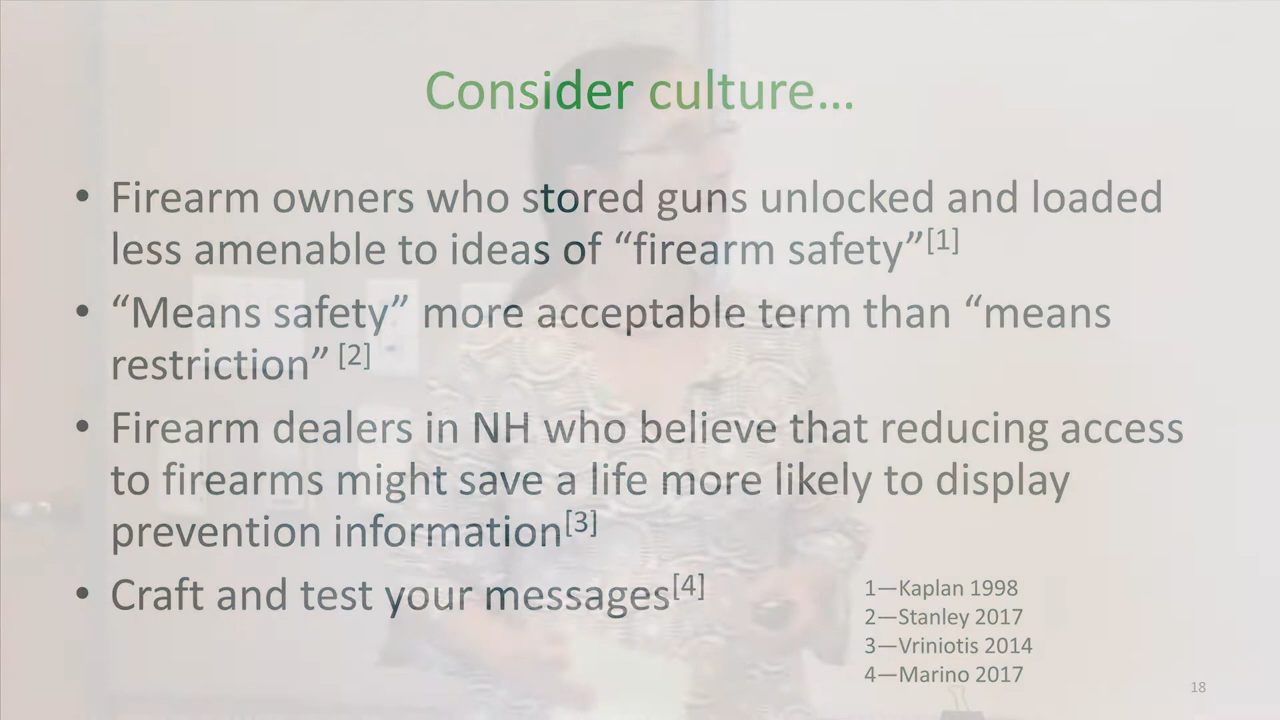 Consider culture…
• Firearm owners who stored guns unlocked and loaded
less amenable to ideas of “firearm safety”[1]
• “Means safety” more acceptable term than “means
restriction” [2]
• Firearm dealers in NH who believe that reducing access
to firearms might save a life more likely to display
prevention information[3]
• Craft and test your messages[4]
1—Kaplan 1998
2—Stanley 2017
3—Vriniotis 2014
4—Marino 2017
18